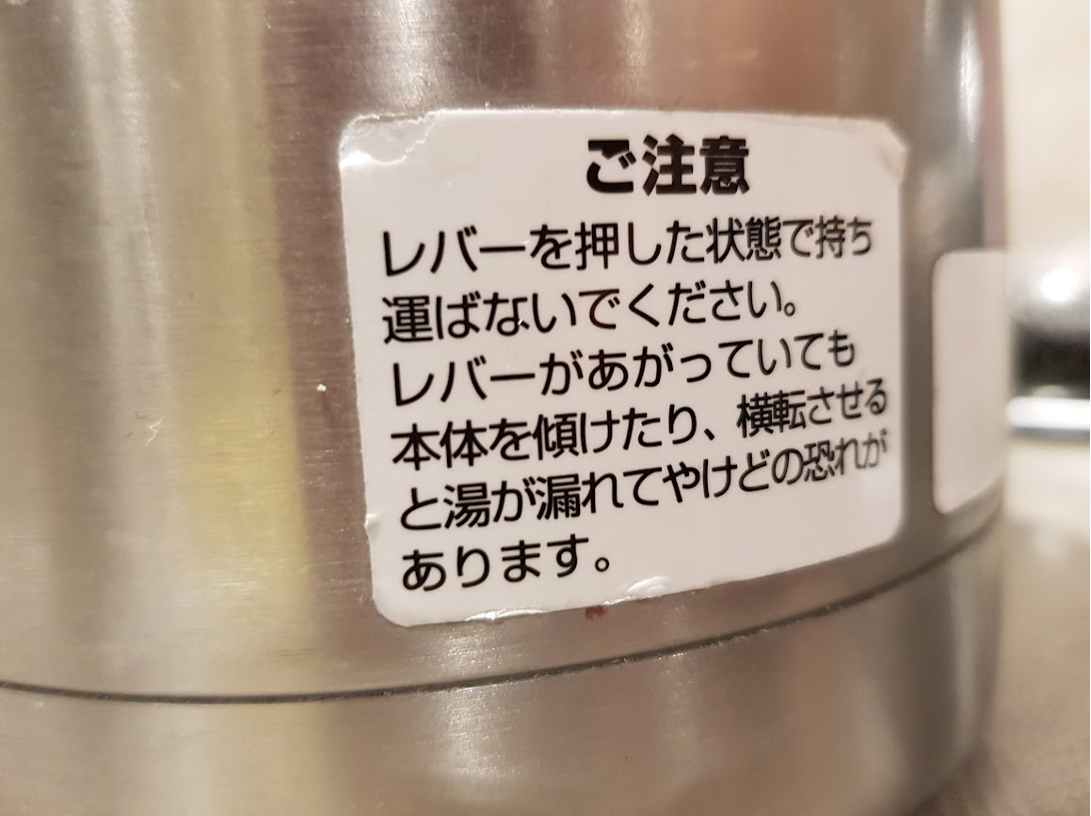 ご注意
レバーを押した状態で持ち
運ばないでください。
レバーがあがっていても
本体を傾けたり、横転させる
と湯が漏れてやけどの恐れが
あります。